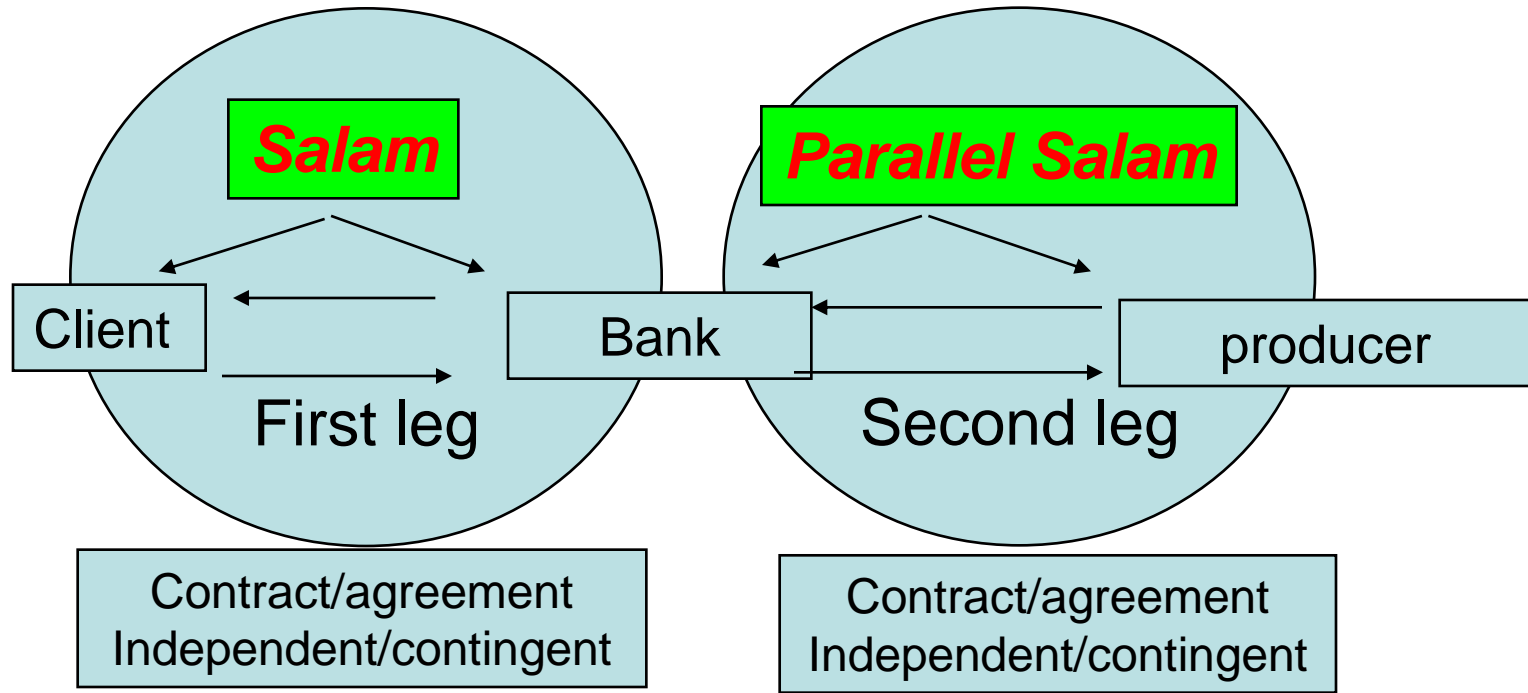 Salam
Parallel Salam
Client
Bank
producer
First leg
Second leg
Contract/agreement
Independent/contingent
Contract/agreement
Independent/contingent